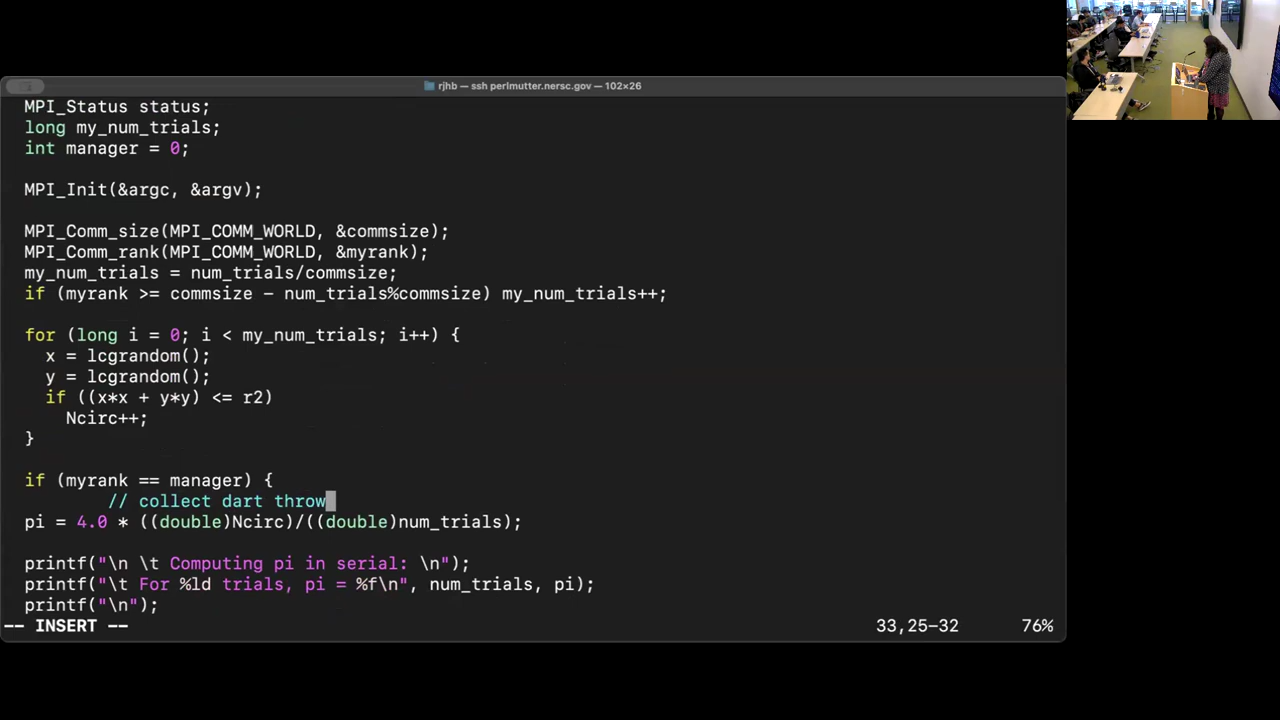 rjhb — ssh perlmutter.nersc.gov — 102×26
MPI_Status status;
long my_num_trials;
int manager = 0;
MPI_Init(&argc, &argv);
MPI_Comm_size(MPI_COMM_WORLD, &commsize);
MPI_Comm_rank(MPI_COMM_WORLD, &myrank);
my_num_trials = num_trials/commsize;
if (myrank >= commsize - num_trials%commsize) my_num_trials++;
for (long i = 0; i < my_num_trials; i++) {
x = lcgrandom();
y = lcgrandom();
if ((x*x + y*y) <= r2)
Ncirc++;
}
if (myrank == manager) {
// collect dart throw
pi = 4.0 * ((double)Ncirc)/((double)num_trials);
printf("\n \t Computing pi in serial: \n");
printf("\t For %ld trials, pi = %f\n", num_trials, pi);
printf("\n");
-- INSERT -- 33,25-32 76%